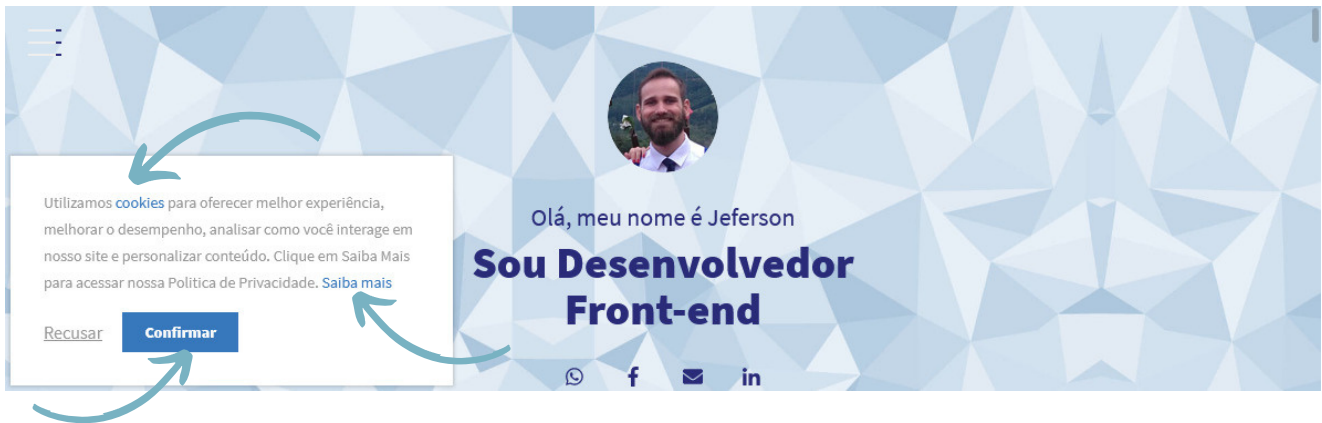 Utilizamos cookies para oferecer melhor experiência,
melhorar o desempenho, analisar como você interage em
nosso site e personalizar conteúdo. Clique em Saiba Mais
para acessar nossa Politica de Privacidade. Saiba mais
Recusar
Confirmar
Olá, meu nome é Jeferson
Sou Desenvolvedor
Front-end